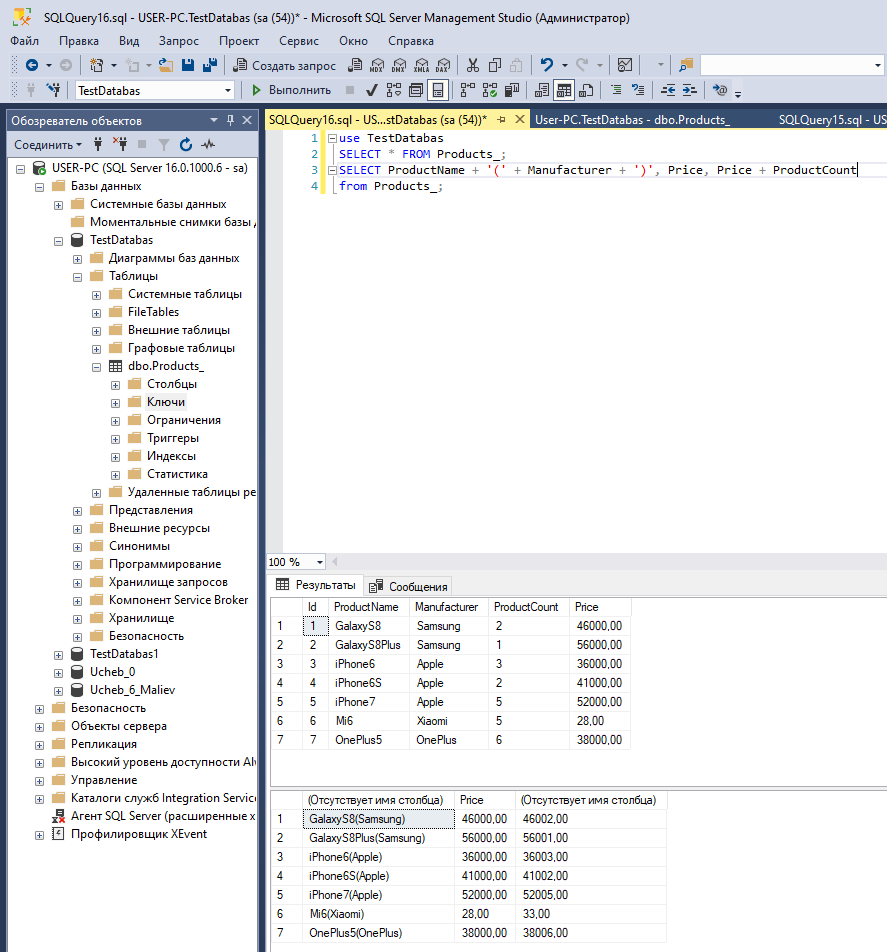 SQLQuery16.sql - USER-PC.TestDatabas (sa (54))* - Microsoft SQL Server Management Studio (Администратор)
Файл Правка Вид Запрос Проект Сервис Окно Справка
Создать запрос MDX DMX XMLA DAX
TestDatabas Выполнить
Обозреватель объектов
Соединить
USER-PC (SQL Server 16.0.1000.6 - sa)
Базы данных
Системные базы данных
Моментальные снимки базы
TestDatabas
Диаграммы баз данных
Таблицы
Системные таблицы
FileTables
Внешние таблицы
Графовые таблицы
dbo.Products_
Столбцы
Ключи
Ограничения
Триггеры
Индексы
Статистика
Удаленные таблицы ре
Представления
Внешние ресурсы
Синонимы
Программирование
Хранилище запросов
Компонент Service Broker
Хранилище
Безопасность
TestDatabas1
Ucheb_0
Ucheb_6_Maliev
Безопасность
Объекты сервера
Репликация
Высокий уровень доступности Al
Управление
Каталоги служб Integration Service
Агент SQL Server (расширенные x
Профилировщик XEvent
SQLQuery16.sql - US...stDatabas (sa (54))* User-PC.TestDatabas - dbo.Products_ SQLQuery15.sql - US
1 use TestDatabas
2 SELECT * FROM Products_;
3 SELECT ProductName + '(' + Manufacturer + ')', Price, Price + ProductCount
4 from Products_;
100 %
Результаты Сообщения
Id ProductName Manufacturer ProductCount Price
1 1 GalaxyS8 Samsung 2 46000,00
2 2 GalaxyS8Plus Samsung 1 56000,00
3 3 iPhone6 Apple 3 36000,00
4 4 iPhone6S Apple 2 41000,00
5 5 iPhone7 Apple 5 52000,00
6 6 Mi6 Xiaomi 5 28,00
7 7 OnePlus5 OnePlus 6 38000,00
(Отсутствует имя столбца) Price (Отсутствует имя столбца)
1 GalaxyS8(Samsung) 46000,00 46002,00
2 GalaxyS8Plus(Samsung) 56000,00 56001,00
3 iPhone6(Apple) 36000,00 36003,00
4 iPhone6S(Apple) 41000,00 41002,00
5 iPhone7(Apple) 52000,00 52005,00
6 Mi6(Xiaomi) 28,00 33,00
7 OnePlus5(OnePlus) 38000,00 38006,00